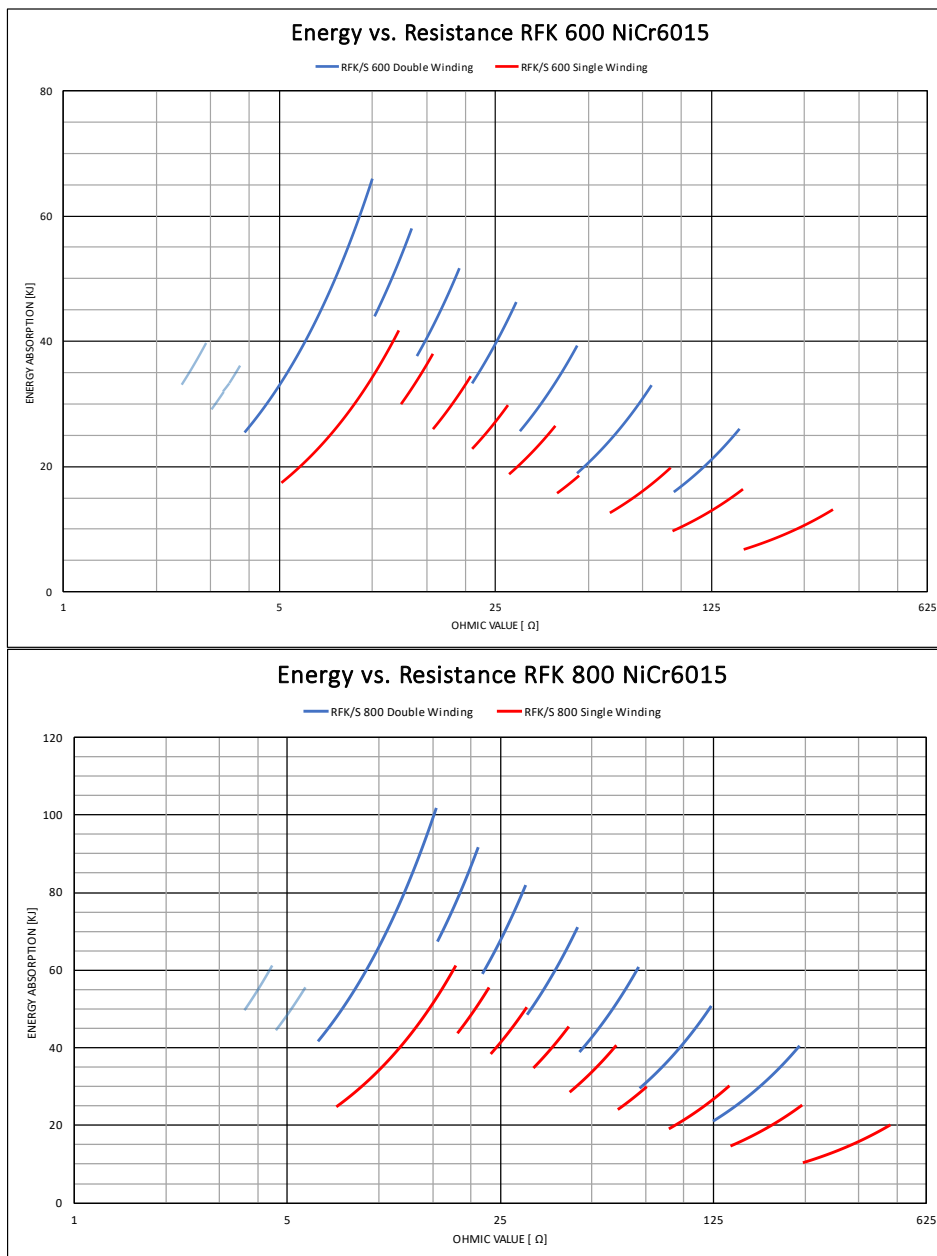 Energy vs. Resistance RFK 600 NiCr6015
RFK/S 600 Double Winding RFK/S 600 Single Winding
ENERGY ABSORPTION [KJ]
80
60
40
20
0
1 5 25 125 625
OHMIC VALUE [ Ω]
Energy vs. Resistance RFK 800 NiCr6015
RFK/S 800 Double Winding RFK/S 800 Single Winding
ENERGY ABSORPTION [KJ]
120
100
80
60
40
20
0
1 5 25 125 625
OHMIC VALUE [ Ω]